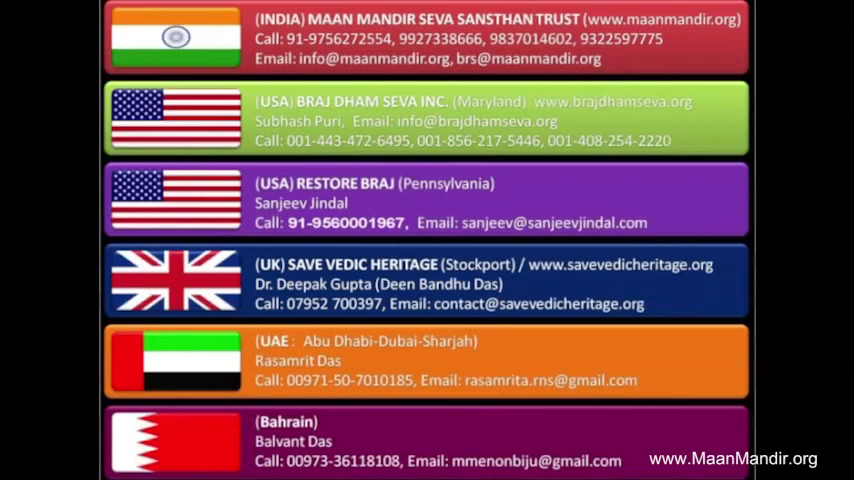 (INDIA) MAAN MANDIR SEVA SANSTHAN TRUST (www.maanmandir.org)
Call: 91-9756272554, 9927338666, 9837014602, 9322597775
Email: info@maanmandir.org, brs@maanmandir.org
(USA) BRAJ DHAM SEVA INC. (Maryland) www.brajdhamseva.org
Subhash Puri, Email: info@brajdhamseva.org
Call: 001-443-472-6495, 001-856-217-5446, 001-408-254-2220
(USA) RESTORE BRAJ (Pennsylvania)
Sanjeev Jindal
Call: 91-9560001967, Email: sanjeev@sanjeevjindal.com
(UK) SAVE VEDIC HERITAGE (Stockport) / www.savevedicheritage.org
Dr. Deepak Gupta (Deen Bandhu Das)
Call: 07952 700397, Email: contact@savevedicheritage.org
(UAE : Abu Dhabi-Dubai-Sharjah)
Rasamrit Das
Call: 00971-50-7010185, Email: rasamrita.rns@gmail.com
(Bahrain)
Balvant Das
Call: 00973-36118108, Email: mmenonbiju@gmail.com
www.MaanMandir.org